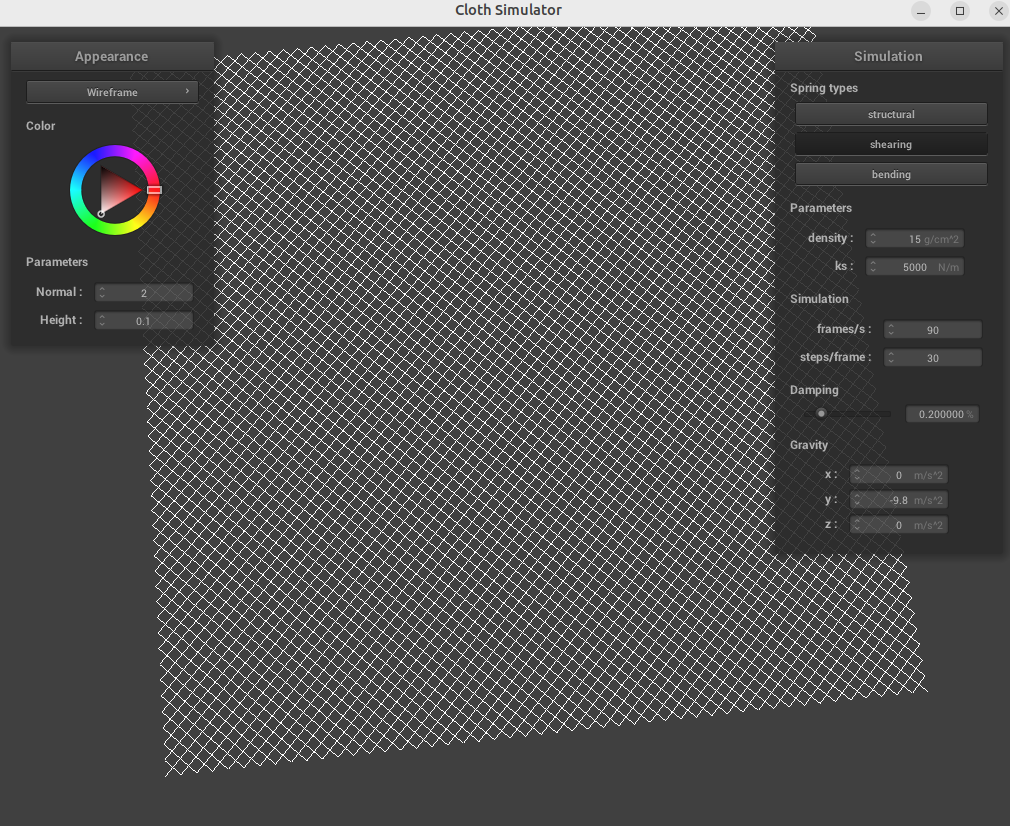 Cloth Simulator
Appearance
Wireframe
Color
Parameters
Normal : 2
Height : 0.1
Simulation
Spring types
structural
shearing
bending
Parameters
density : 15 g/cm^2
ks : 5000 N/m
Simulation
frames/s : 90
steps/frame : 30
Damping
0.200000 %
Gravity
x : 0 m/s^2
y : -9.8 m/s^2
z : 0 m/s^2